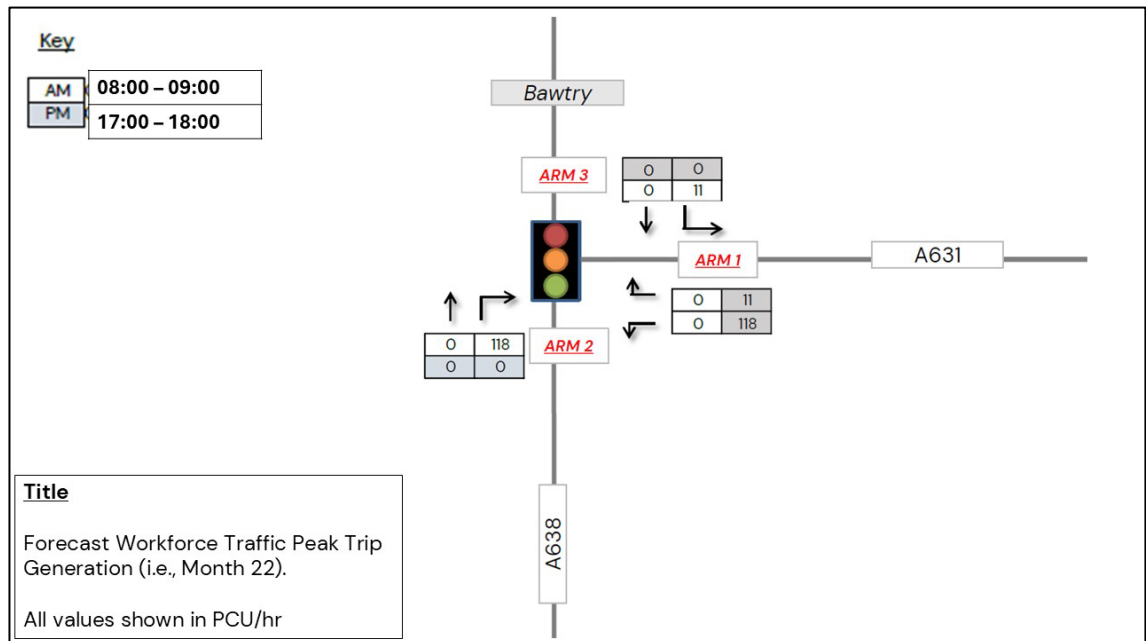 Key
AM 08:00 – 09:00
PM 17:00 – 18:00
Bawtry
ARM 3
0 0
0 11
ARM 1
A631
0 11
0 118
0 118
0 0
ARM 2
A638
Title
Forecast Workforce Traffic Peak Trip
Generation (i.e., Month 22).
All values shown in PCU/hr